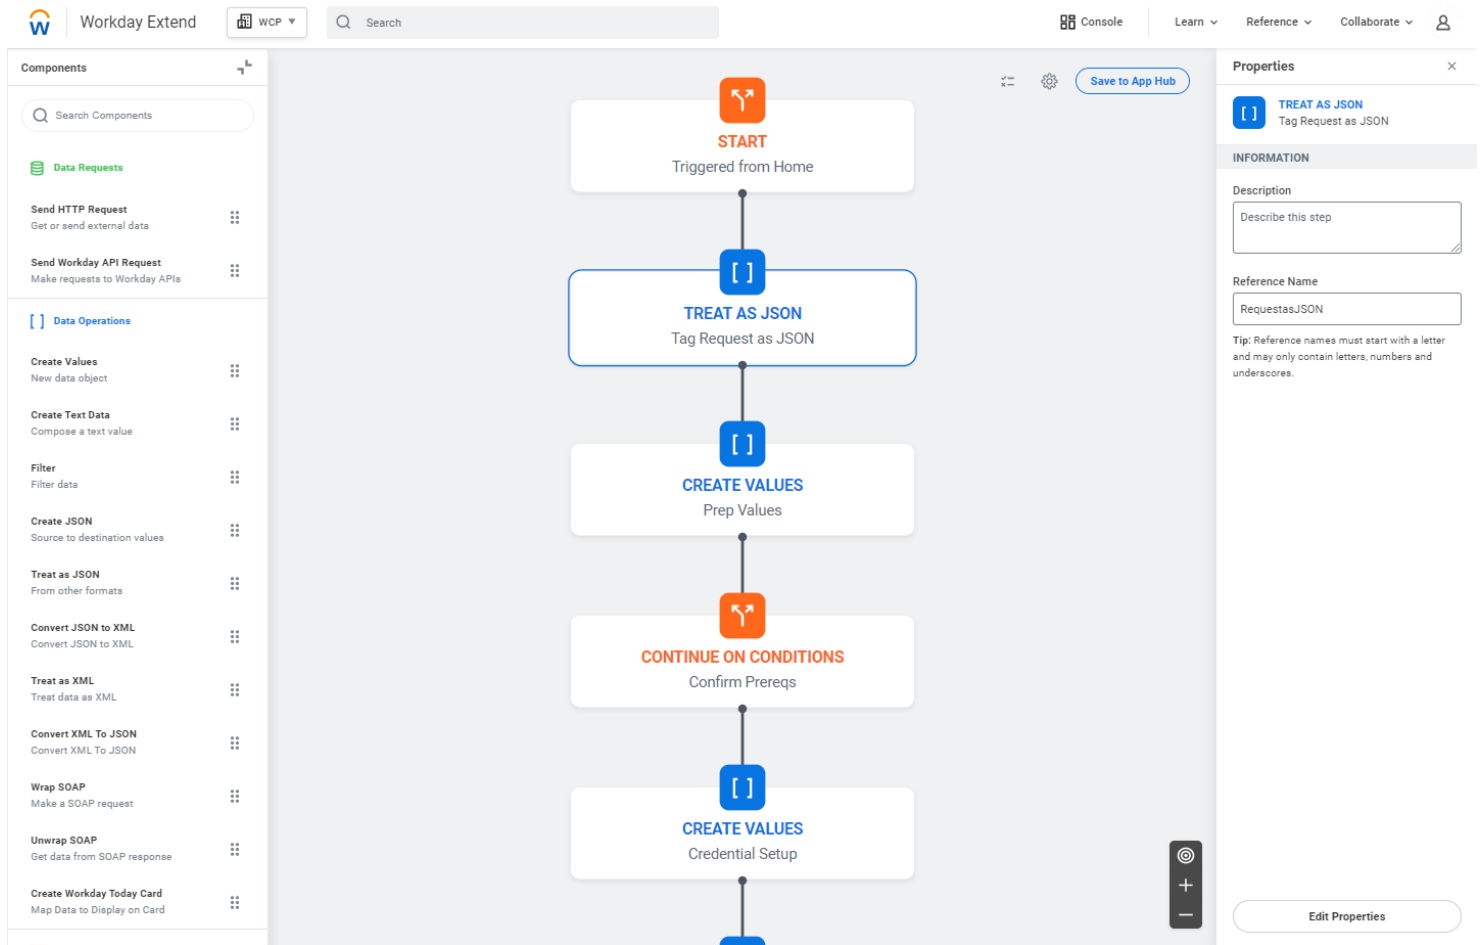 Workday Extend
WCP
Search
Console
Learn
Reference
Collaborate
Components
Search Components
Data Requests
Send HTTP Request
Get or send external data
Send Workday API Request
Make requests to Workday APIs
[ ] Data Operations
Create Values
New data object
Create Text Data
Compose a text value
Filter
Filter data
Create JSON
Source to destination values
Treat as JSON
From other formats
Convert JSON to XML
Convert JSON to XML
Treat as XML
Treat data as XML
Convert XML To JSON
Convert XML To JSON
Wrap SOAP
Make a SOAP request
Unwrap SOAP
Get data from SOAP response
Create Workday Today Card
Map Data to Display on Card
Save to App Hub
START
Triggered from Home
[ ]
TREAT AS JSON
Tag Request as JSON
[ ]
CREATE VALUES
Prep Values
CONTINUE ON CONDITIONS
Confirm Prereqs
[ ]
CREATE VALUES
Credential Setup
Properties
[ ]
TREAT AS JSON
Tag Request as JSON
INFORMATION
Description
Describe this step
Reference Name
RequestasJSON
Tip: Reference names must start with a letter
and may only contain letters, numbers and
underscores.
Edit Properties